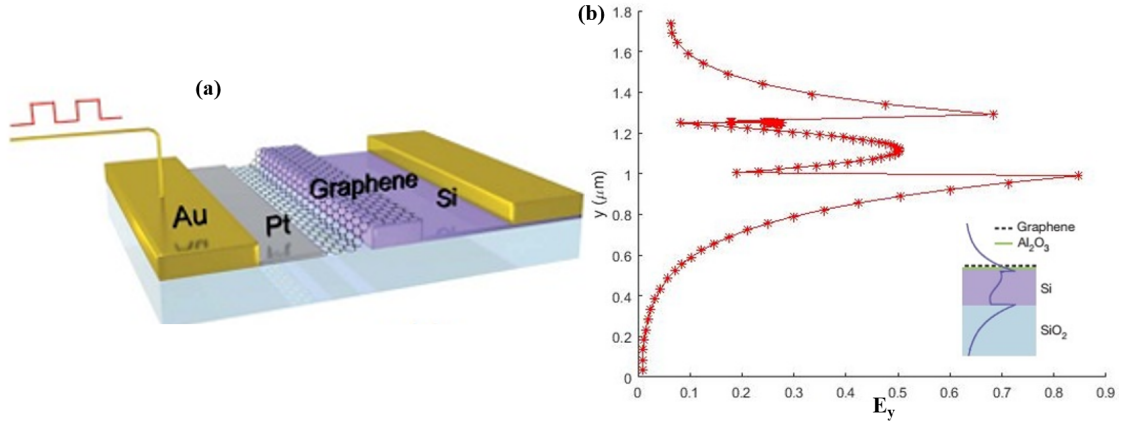 (a)
Au
Pt
Graphene
Si
(b)
1.8
1.6
1.4
1.2
1
0.8
0.6
0.4
0.2
0
y (μm)
0
0.1
0.2
0.3
0.4
0.5
0.6
0.7
0.8
0.9
E_y
Graphene
Al₂O₃
Si
SiO₂